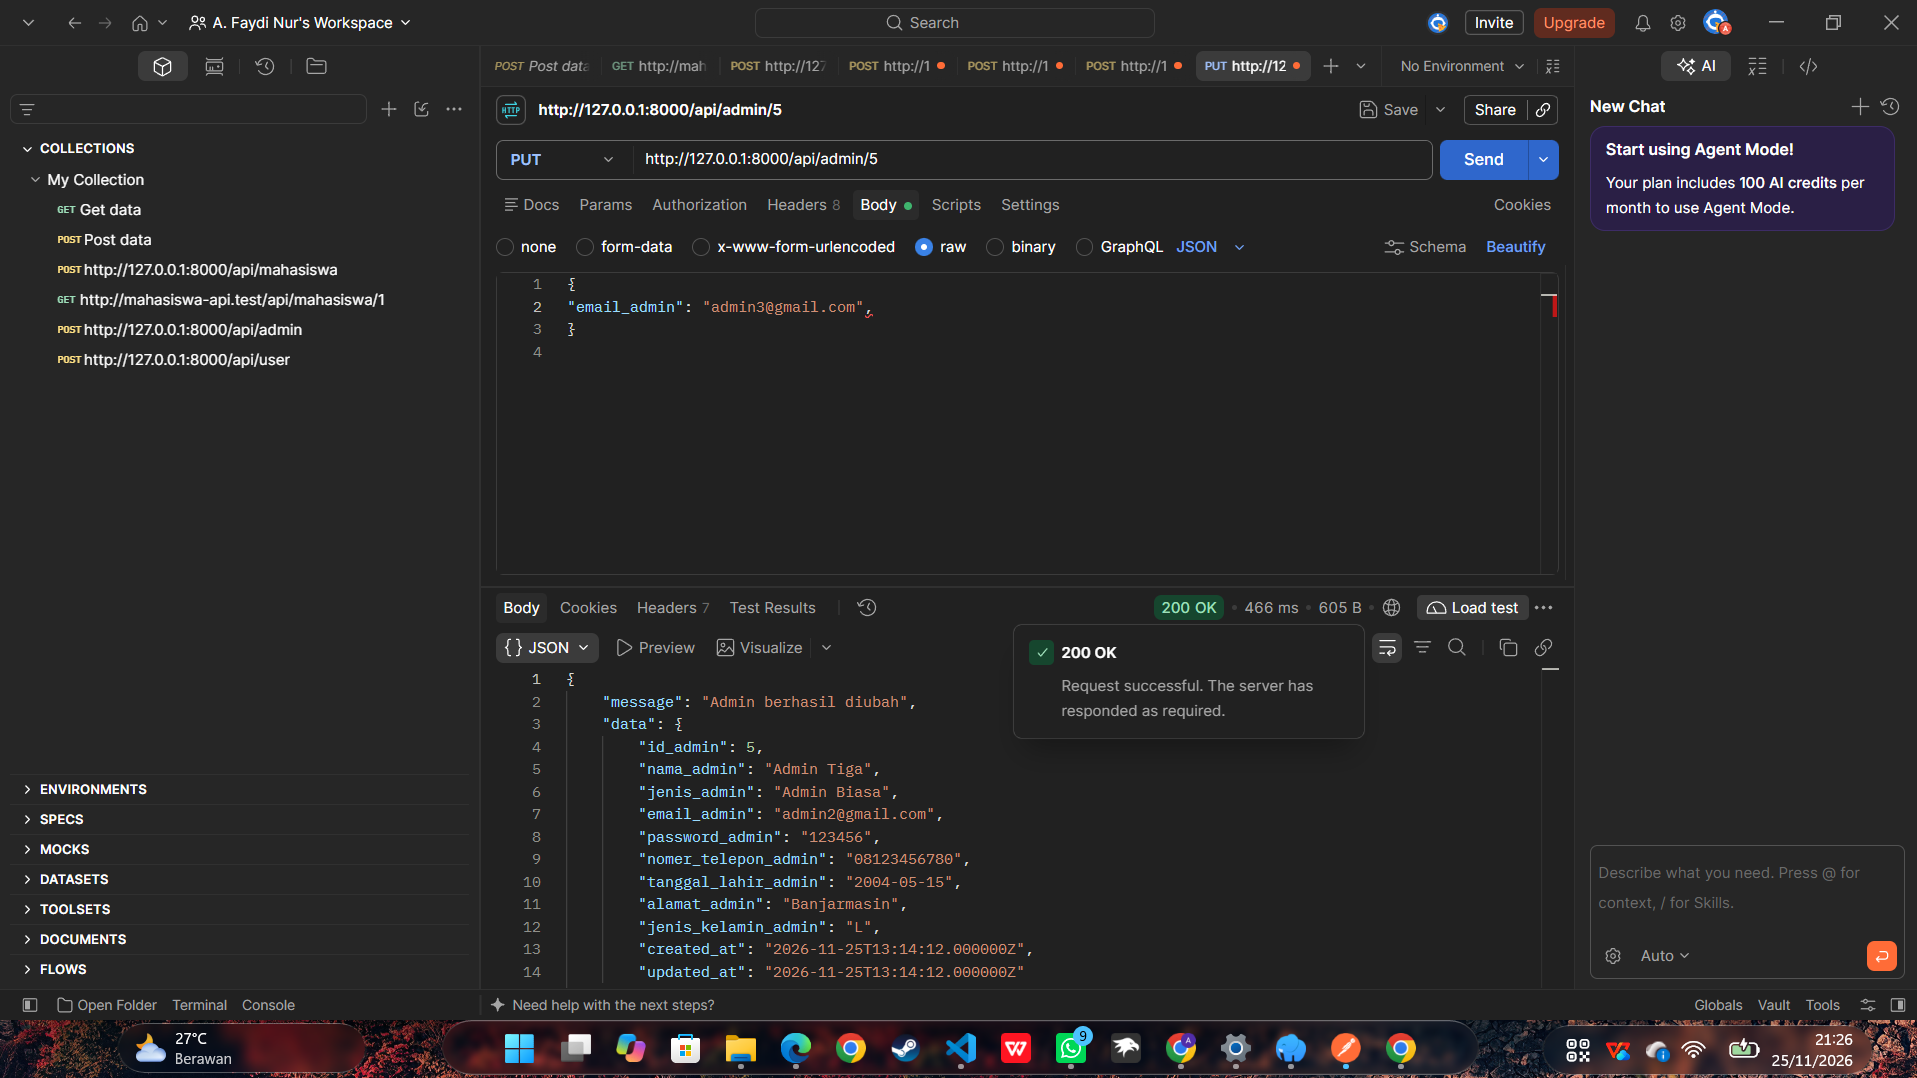 A. Faydi Nur's Workspace
Search
Invite
Upgrade
POST Post data
GET http://mah
POST http://127
POST http://1
POST http://1
POST http://1
PUT http://12
No Environment
AI
HTTP
http://127.0.0.1:8000/api/admin/5
Save
Share
New Chat
PUT
http://127.0.0.1:8000/api/admin/5
Send
Start using Agent Mode!
Your plan includes 100 AI credits per
month to use Agent Mode.
COLLECTIONS
My Collection
GET Get data
POST Post data
POST http://127.0.0.1:8000/api/mahasiswa
GET http://mahasiswa-api.test/api/mahasiswa/1
POST http://127.0.0.1:8000/api/admin
POST http://127.0.0.1:8000/api/user
Docs
Params
Authorization
Headers 8
Body
Scripts
Settings
Cookies
none
form-data
x-www-form-urlencoded
raw
binary
GraphQL
JSON
Schema
Beautify
1 {
2 "email_admin": "admin3@gmail.com",
3 }
4
Body
Cookies
Headers 7
Test Results
200 OK
466 ms
605 B
Load test
{} JSON
Preview
Visualize
200 OK
Request successful. The server has
responded as required.
1 {
2 "message": "Admin berhasil diubah",
3 "data": {
4 "id_admin": 5,
5 "nama_admin": "Admin Tiga",
6 "jenis_admin": "Admin Biasa",
7 "email_admin": "admin2@gmail.com",
8 "password_admin": "123456",
9 "nomer_telepon_admin": "08123456780",
10 "tanggal_lahir_admin": "2004-05-15",
11 "alamat_admin": "Banjarmasin",
12 "jenis_kelamin_admin": "L",
13 "created_at": "2026-11-25T13:14:12.000000Z",
14 "updated_at": "2026-11-25T13:14:12.000000Z"
ENVIRONMENTS
SPECS
MOCKS
DATASETS
TOOLSETS
DOCUMENTS
FLOWS
Describe what you need. Press @ for
context, / for Skills.
Auto
Open Folder
Terminal
Console
Need help with the next steps?
Globals
Vault
Tools
27°C
Berawan
9
21:26
25/11/2026